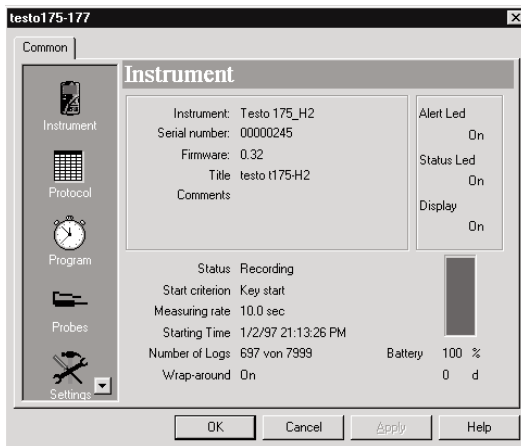 testo175-177
Common
Instrument
Protocol
Program
Probes
Settings
Instrument
Instrument: Testo 175_H2
Serial number: 00000245
Firmware: 0.32
Title testo t175-H2
Comments
Alert Led
On
Status Led
On
Display
On
Status Recording
Start criterion Key start
Measuring rate 10.0 sec
Starting Time 1/2/97 21:13:26 PM
Number of Logs 697 von 7999
Wrap-around On
Battery 100 %
0 d
OK Cancel Apply Help